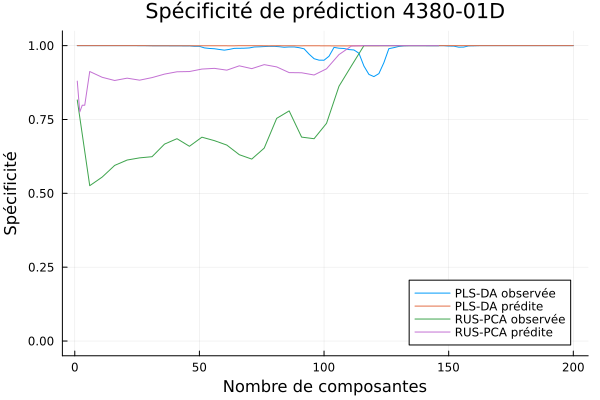 Spécificité de prédiction 4380-01D
Spécificité
1.00
0.75
0.50
0.25
0.00
0
50
100
150
200
Nombre de composantes
PLS-DA observée
PLS-DA prédite
RUS-PCA observée
RUS-PCA prédite